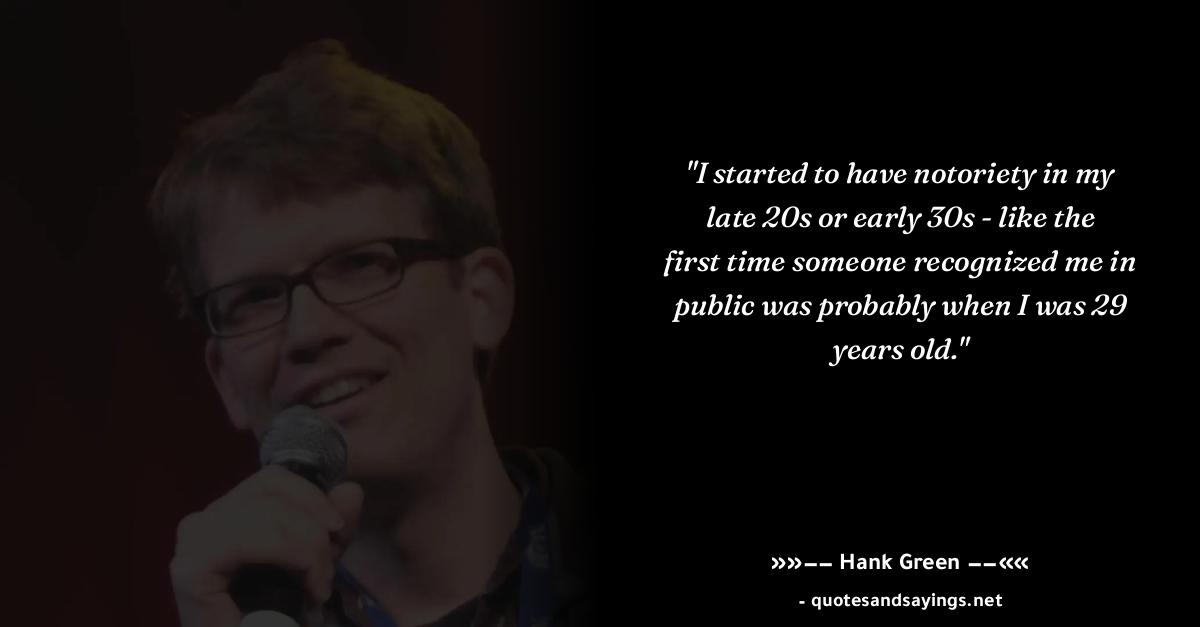 "I started to have notoriety in my
late 20s or early 30s - like the
first time someone recognized me in
public was probably when I was 29
years old."
»»−− Hank Green −−««
- quotesandsayings.net